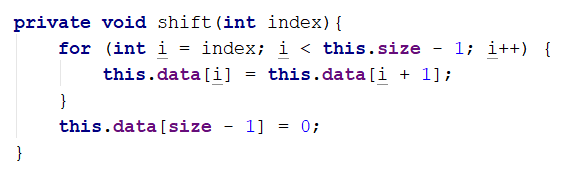 private void shift(int index){
    for (int i = index; i < this.size - 1; i++) {
        this.data[i] = this.data[i + 1];
    }
    this.data[size - 1] = 0;
}